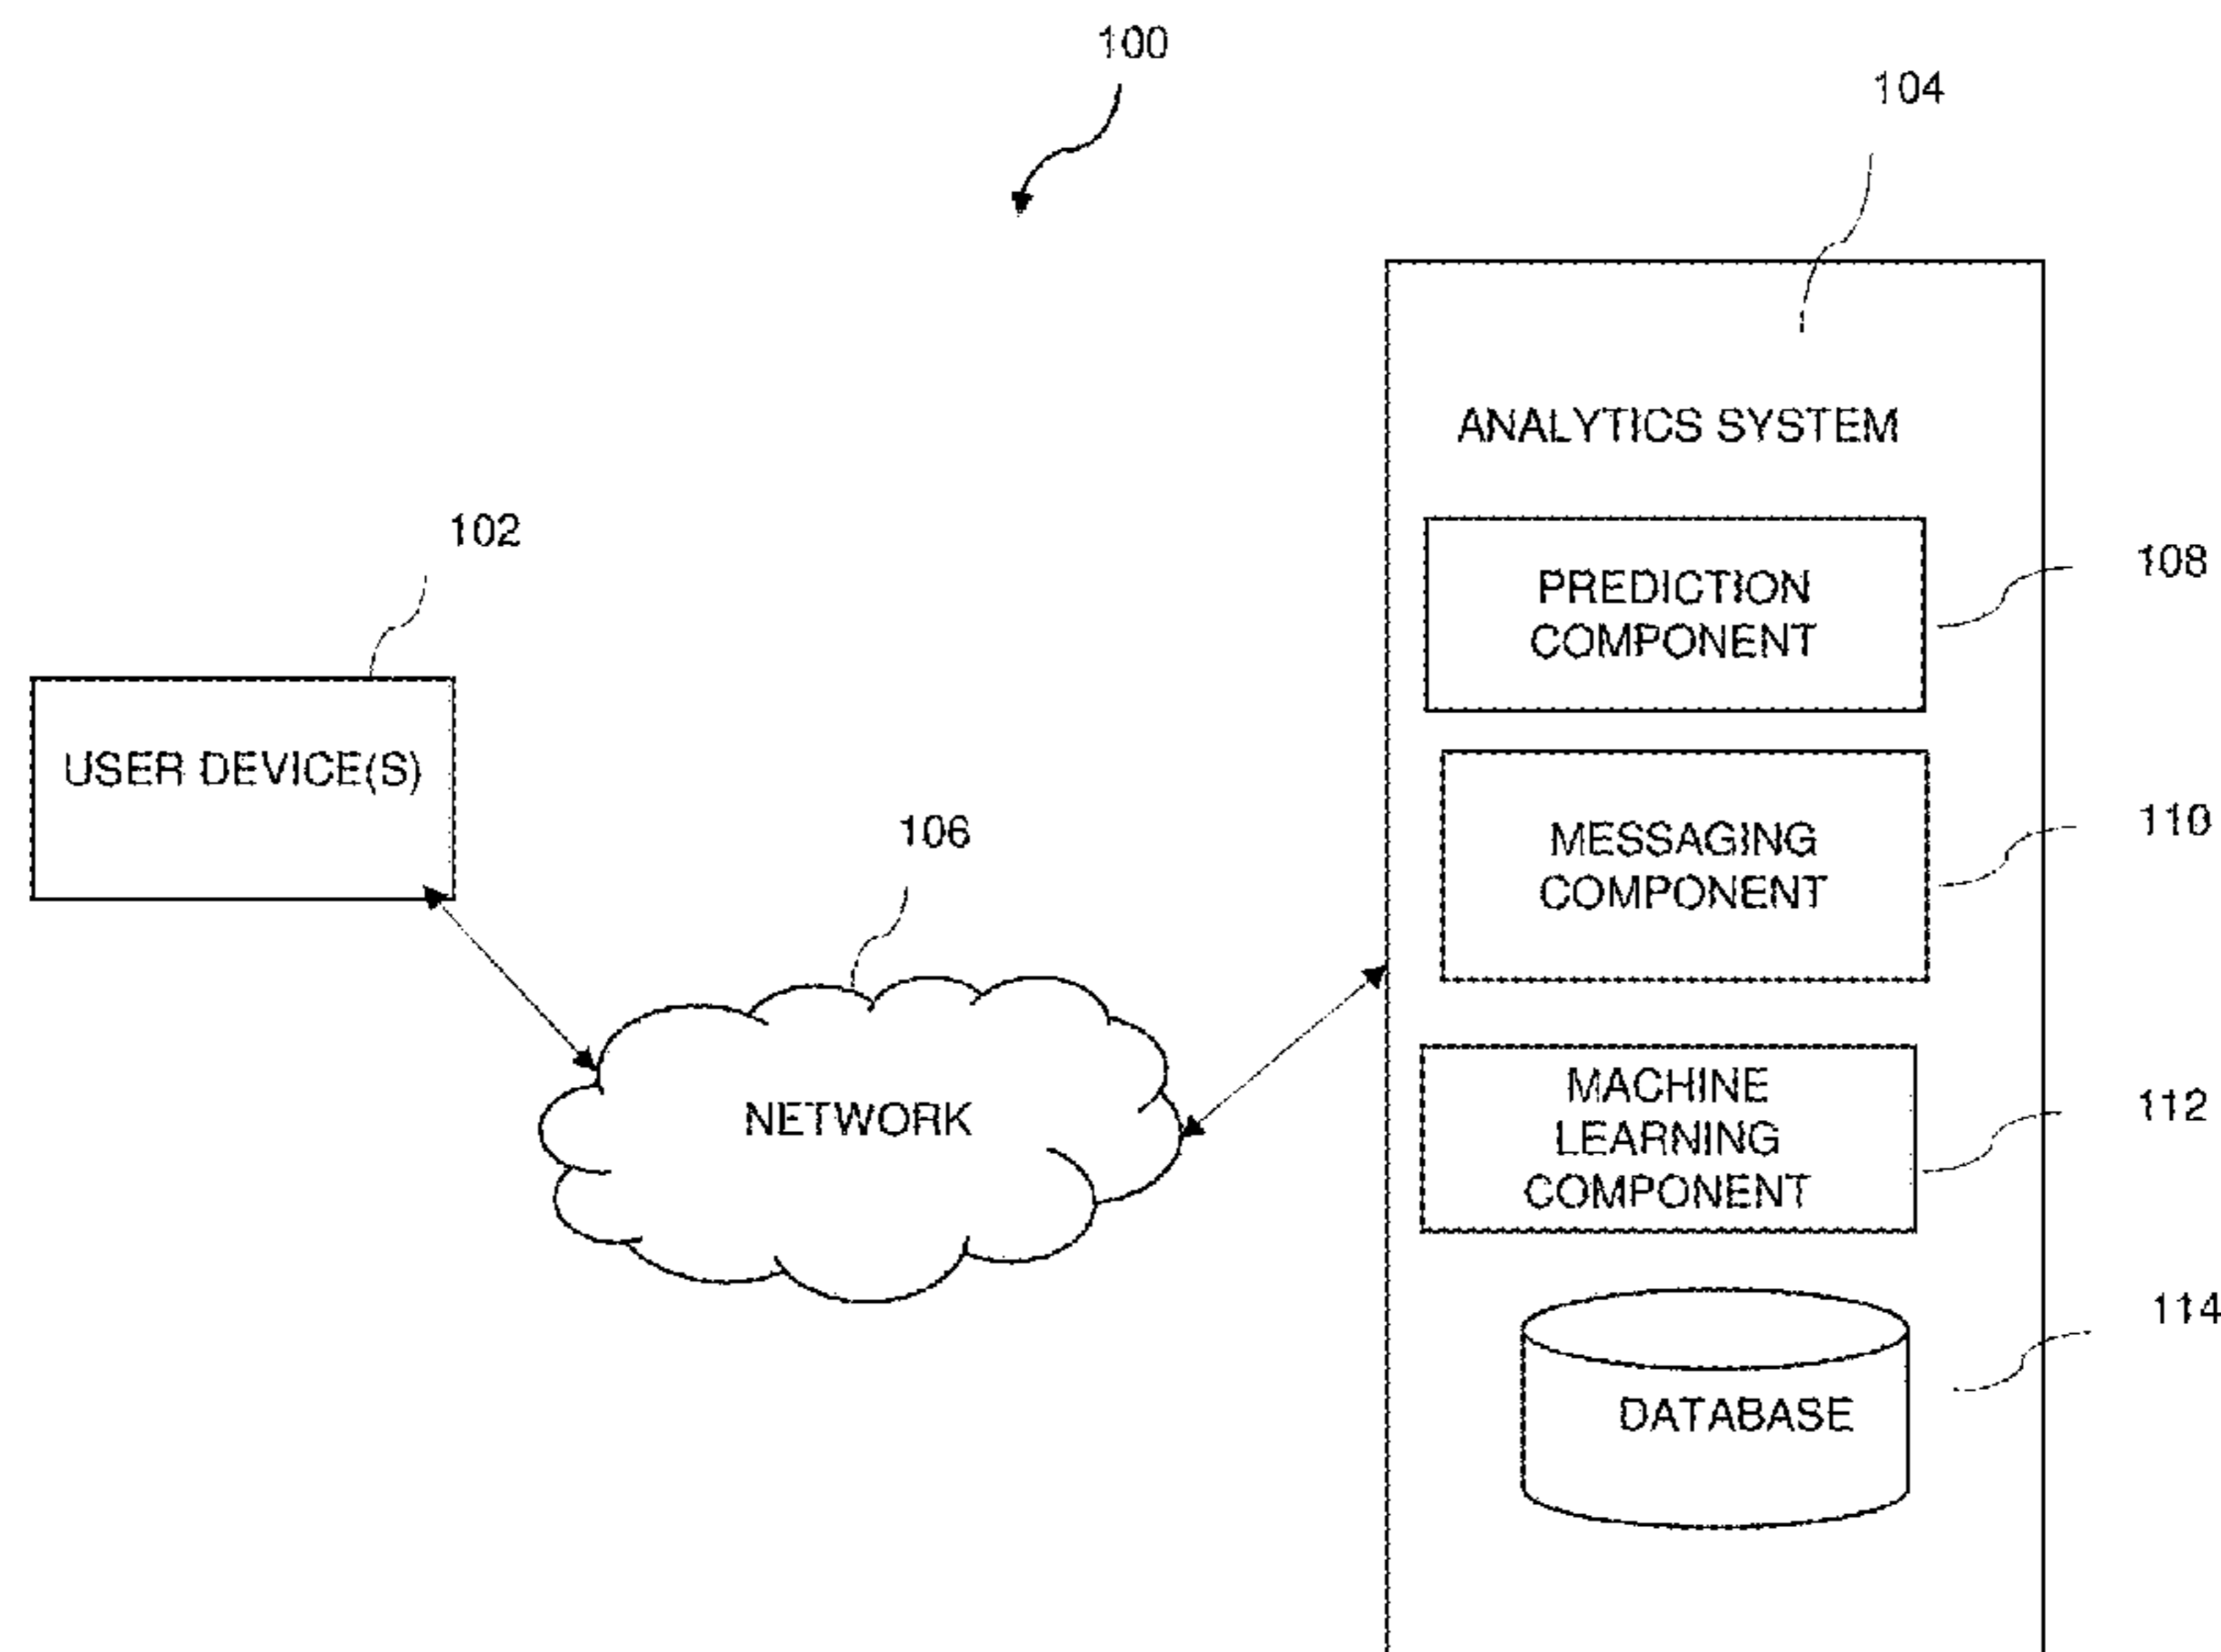 100
104
ANALYTICS SYSTEM
102
PREDICTION
COMPONENT
108
USER DEVICE(S)
106
MESSAGING
COMPONENT
110
NETWORK
MACHINE
LEARNING
COMPONENT
112
DATABASE
114